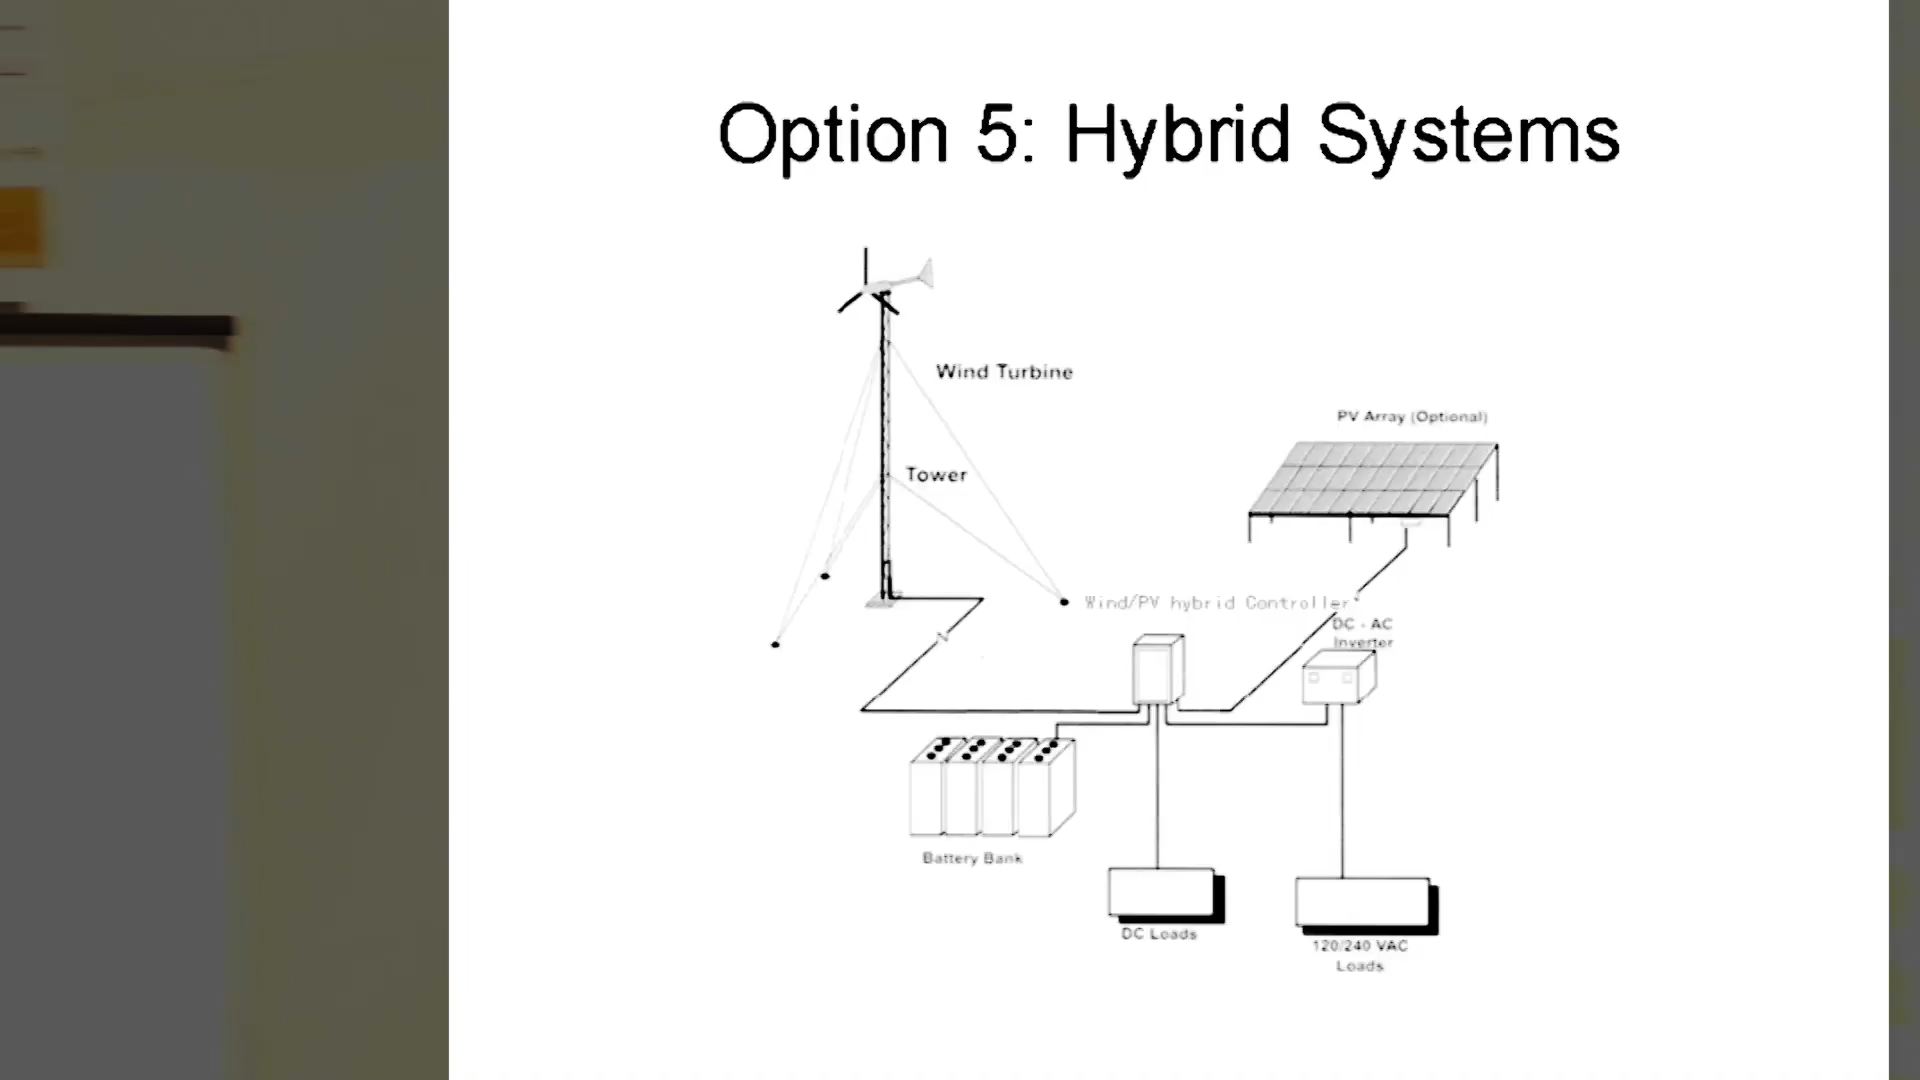 Option 5: Hybrid Systems
Wind Turbine
PV Array (Optional)
Tower
Wind/PV hybrid Controller
DC - AC
Inverter
Battery Bank
DC Loads
120/240 VAC
Loads